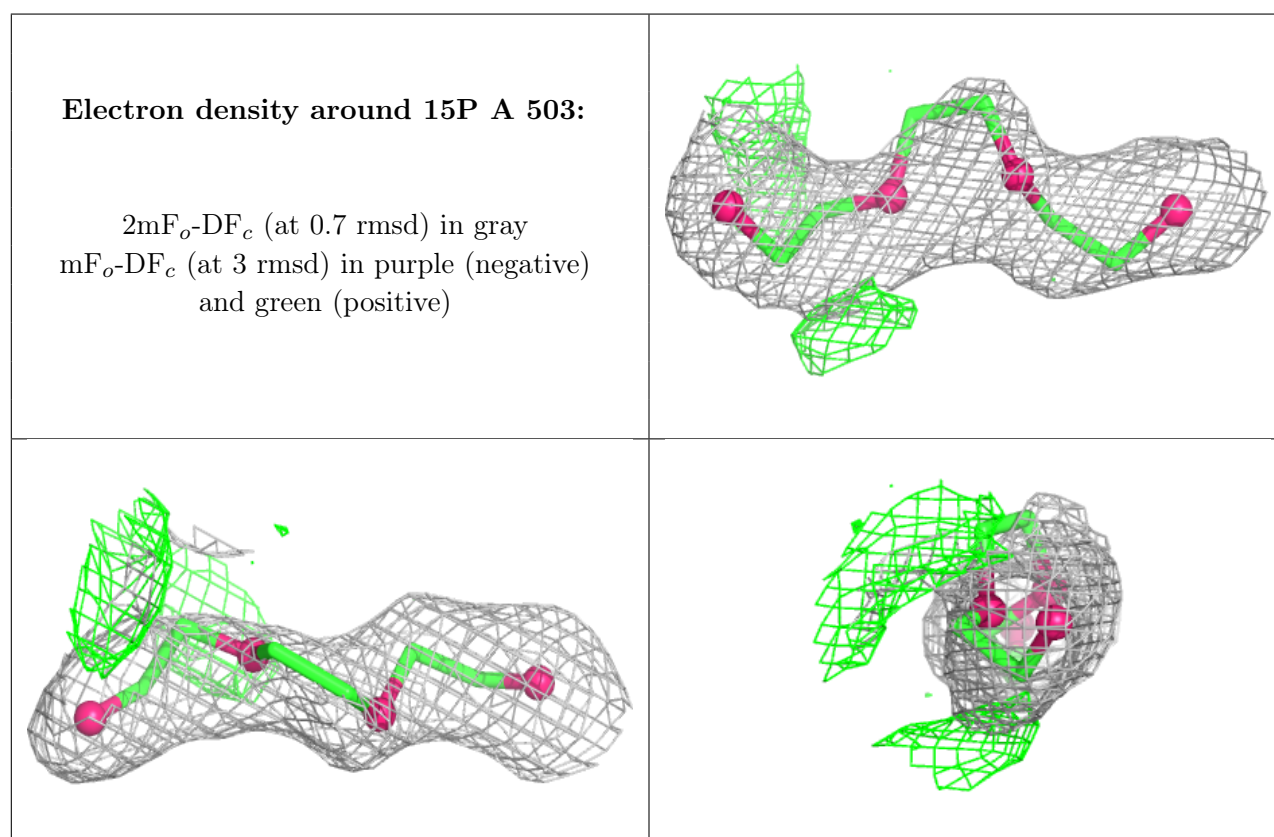 Electron density around 15P A 503:
2mFo-DFc (at 0.7 rmsd) in gray
mFo-DFc (at 3 rmsd) in purple (negative)
and green (positive)